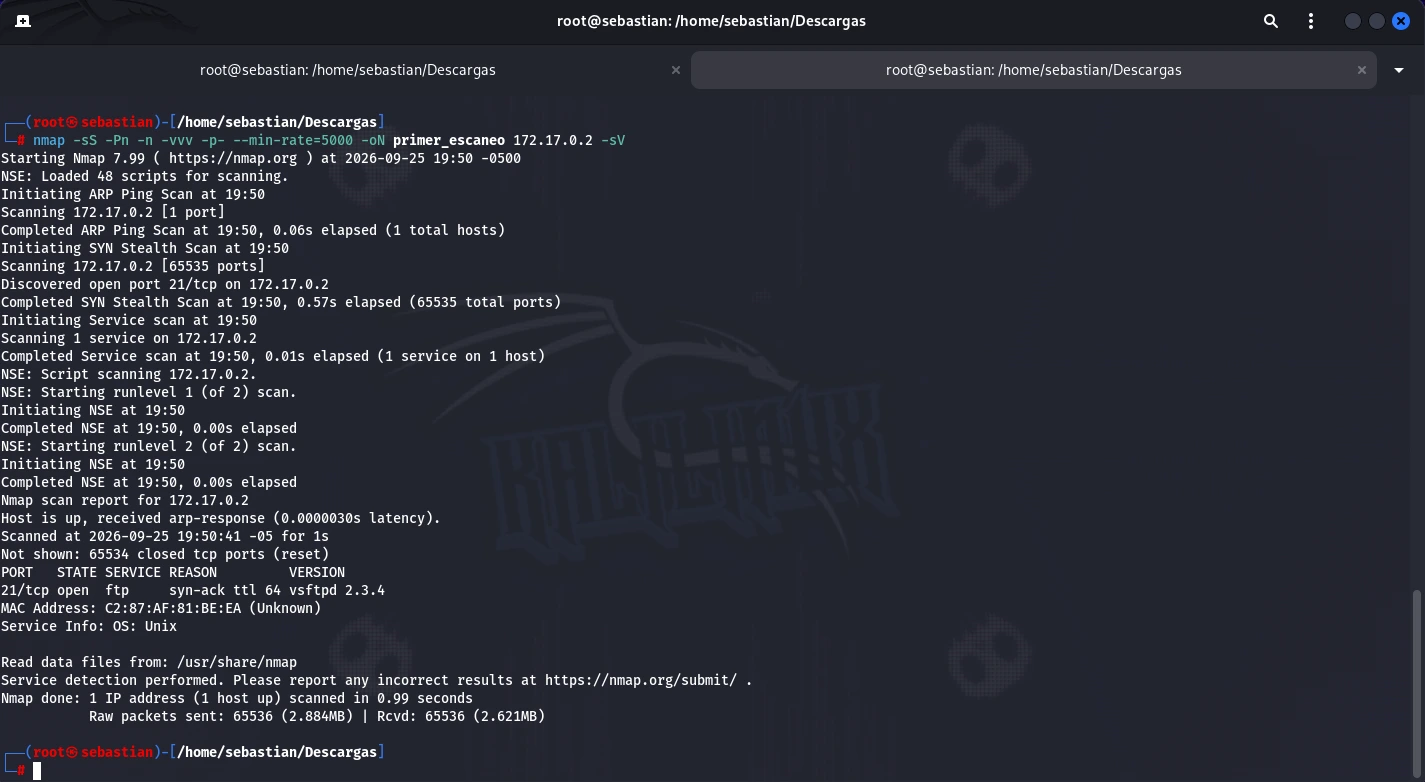 root@sebastian: /home/sebastian/Descargas
root@sebastian: /home/sebastian/Descargas
root@sebastian: /home/sebastian/Descargas
┌──(root㉿sebastian)-[/home/sebastian/Descargas]
└─# nmap -sS -Pn -n -vvv -p- --min-rate=5000 -oN primer_escaneo 172.17.0.2 -sV
Starting Nmap 7.99 ( https://nmap.org ) at 2026-09-25 19:50 -0500
NSE: Loaded 48 scripts for scanning.
Initiating ARP Ping Scan at 19:50
Scanning 172.17.0.2 [1 port]
Completed ARP Ping Scan at 19:50, 0.06s elapsed (1 total hosts)
Initiating SYN Stealth Scan at 19:50
Scanning 172.17.0.2 [65535 ports]
Discovered open port 21/tcp on 172.17.0.2
Completed SYN Stealth Scan at 19:50, 0.57s elapsed (65535 total ports)
Initiating Service scan at 19:50
Scanning 1 service on 172.17.0.2
Completed Service scan at 19:50, 0.01s elapsed (1 service on 1 host)
NSE: Script scanning 172.17.0.2.
NSE: Starting runlevel 1 (of 2) scan.
Initiating NSE at 19:50
Completed NSE at 19:50, 0.00s elapsed
NSE: Starting runlevel 2 (of 2) scan.
Initiating NSE at 19:50
Completed NSE at 19:50, 0.00s elapsed
Nmap scan report for 172.17.0.2
Host is up, received arp-response (0.0000030s latency).
Scanned at 2026-09-25 19:50:41 -05 for 1s
Not shown: 65534 closed tcp ports (reset)
PORT   STATE SERVICE REASON         VERSION
21/tcp open  ftp     syn-ack ttl 64 vsftpd 2.3.4
MAC Address: C2:87:AF:81:BE:EA (Unknown)
Service Info: OS: Unix
Read data files from: /usr/share/nmap
Service detection performed. Please report any incorrect results at https://nmap.org/submit/ .
Nmap done: 1 IP address (1 host up) scanned in 0.99 seconds
           Raw packets sent: 65536 (2.884MB) | Rcvd: 65536 (2.621MB)
┌──(root㉿sebastian)-[/home/sebastian/Descargas]
└─#
KALI LINUX